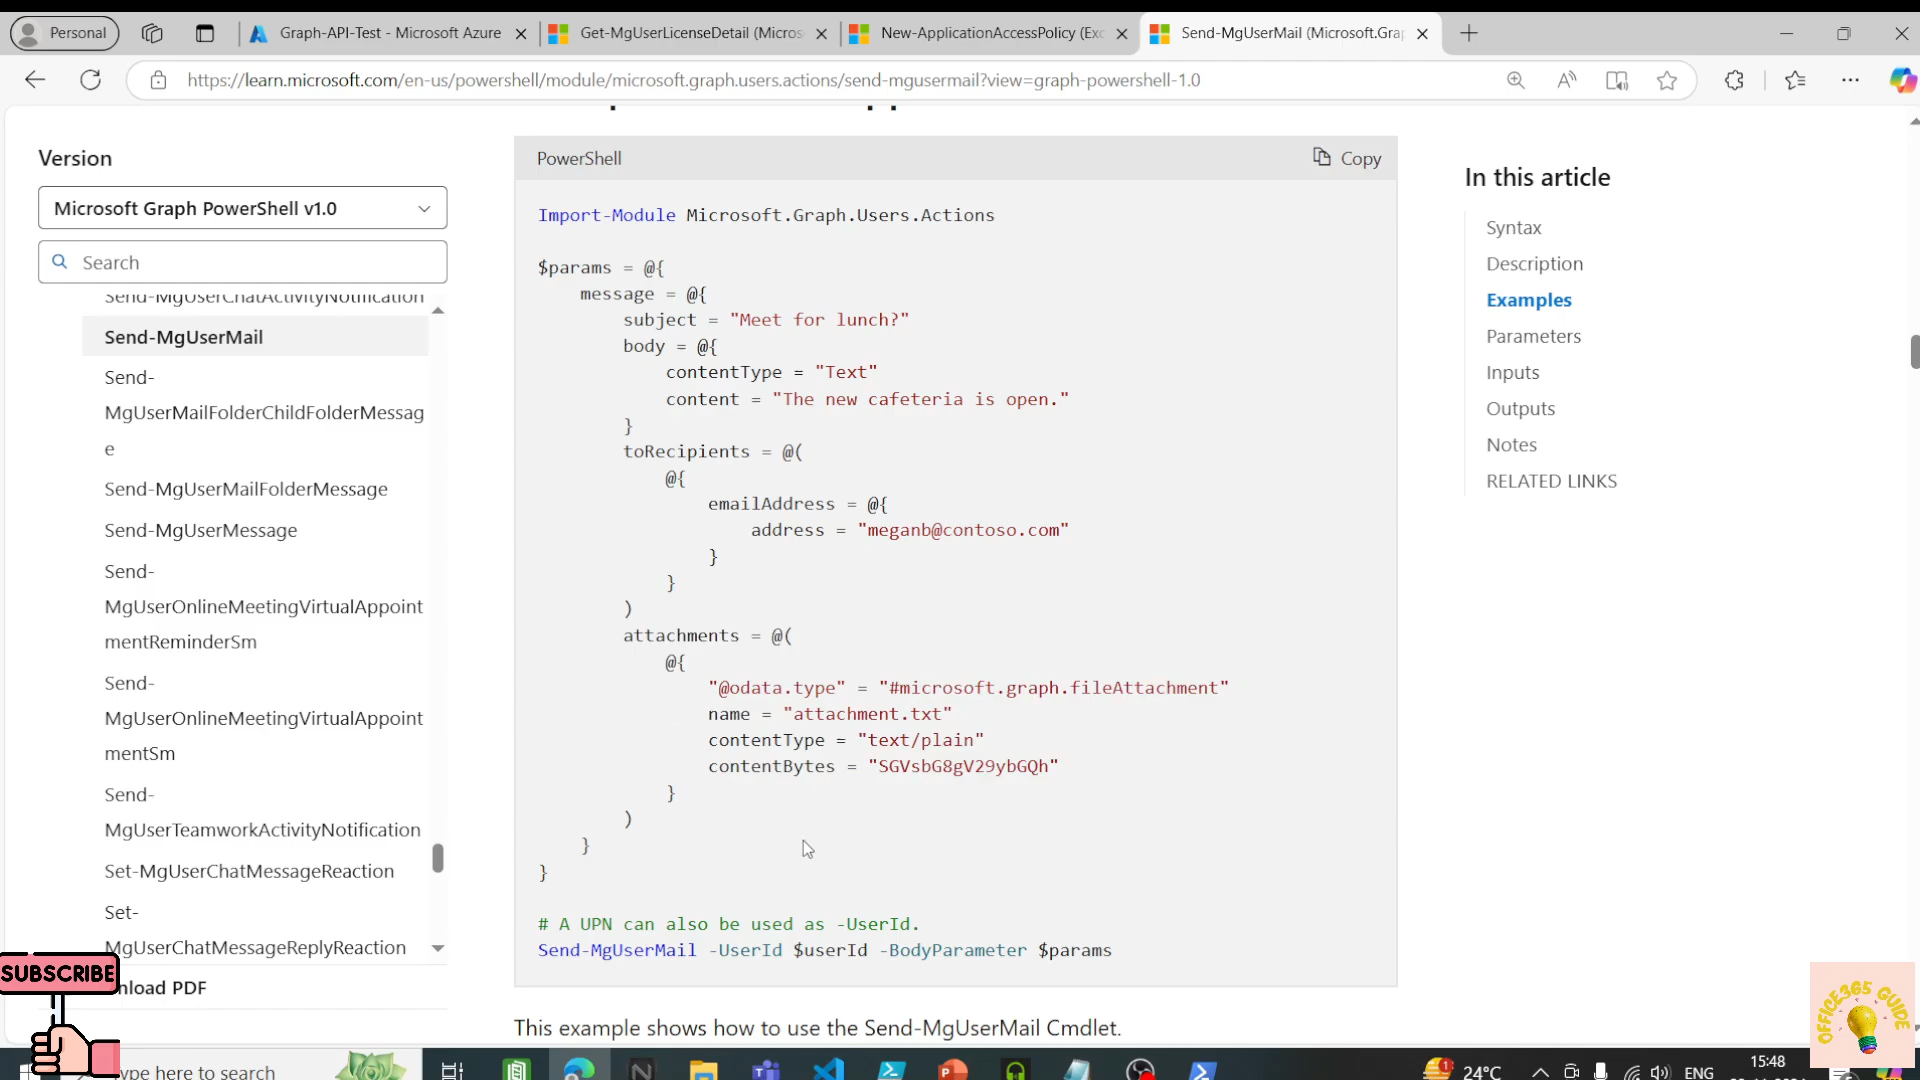 Personal
Graph-API-Test - Microsoft Azure
Get-MgUserLicenseDetail (Micros
New-ApplicationAccessPolicy (Exc
Send-MgUserMail (Microsoft.Gra
https://learn.microsoft.com/en-us/powershell/module/microsoft.graph.users.actions/send-mgusermail?view=graph-powershell-1.0
Version
Microsoft Graph PowerShell v1.0
Search
Send-MgUserChatActivityNotification
Send-MgUserMail
Send-
MgUserMailFolderChildFolderMessag
e
Send-MgUserMailFolderMessage
Send-MgUserMessage
Send-
MgUserOnlineMeetingVirtualAppoint
mentReminderSm
Send-
MgUserOnlineMeetingVirtualAppoint
mentSm
Send-
MgUserTeamworkActivityNotification
Set-MgUserChatMessageReaction
Set-
MgUserChatMessageReplyReaction
nload PDF
PowerShell
Copy
Import-Module Microsoft.Graph.Users.Actions
$params = @{
message = @{
subject = "Meet for lunch?"
body = @{
contentType = "Text"
content = "The new cafeteria is open."
}
toRecipients = @(
@{
emailAddress = @{
address = "meganb@contoso.com"
}
}
)
attachments = @(
@{
"@odata.type" = "#microsoft.graph.fileAttachment"
name = "attachment.txt"
contentType = "text/plain"
contentBytes = "SGVsbG8gV29ybGQh"
}
)
}
}
# A UPN can also be used as -UserId.
Send-MgUserMail -UserId $userId -BodyParameter $params
This example shows how to use the Send-MgUserMail Cmdlet.
In this article
Syntax
Description
Examples
Parameters
Inputs
Outputs
Notes
RELATED LINKS
SUBSCRIBE
OFFICE365 GUIDE
ype here to search
24°C
ENG
15:48